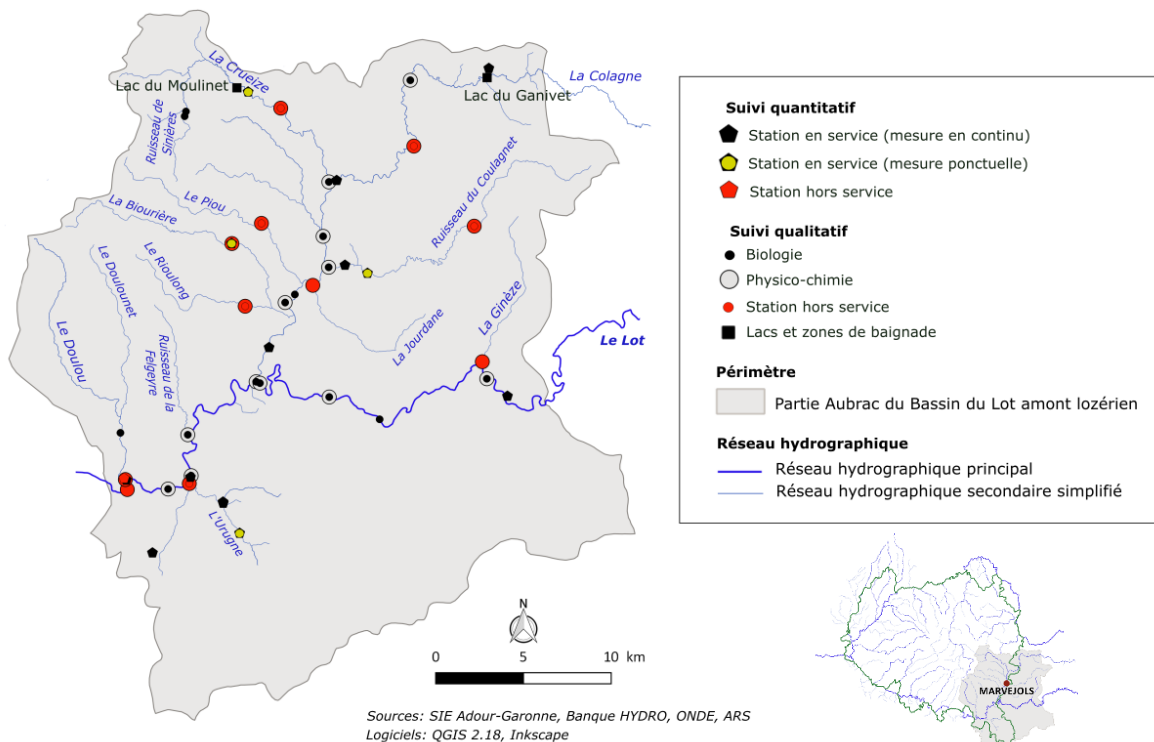 La Crueize
Lac du Moulinet
Lac du Ganivet
La Colagne
Ruisseau de
Sinières
Le Piou
La Biourière
Ruisseau du Coulagnet
Le Doulounet
Le Rioulong
Le Doulou
Ruisseau de la
Felgeyre
La Jourdane
La Ginèze
Le Lot
L'Urugne
N
0 5 10 km
Sources: SIE Adour-Garonne, Banque HYDRO, ONDE, ARS
Logiciels: QGIS 2.18, Inkscape
Suivi quantitatif
Station en service (mesure en continu)
Station en service (mesure ponctuelle)
Station hors service
Suivi qualitatif
Biologie
Physico-chimie
Station hors service
Lacs et zones de baignade
Périmètre
Partie Aubrac du Bassin du Lot amont lozérien
Réseau hydrographique
Réseau hydrographique principal
Réseau hydrographique secondaire simplifié
MARVEJOLS